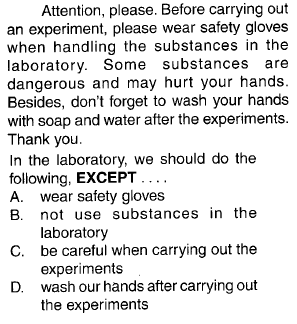 Attention, please. Before carrying out
an experiment, please wear safety gloves
when handling the substances in the
laboratory. Some substances are
dangerous and may hurt your hands.
Besides, don't forget to wash your hands
with soap and water after the experiments.
Thank you.
In the laboratory, we should do the
following, EXCEPT ....
A. wear safety gloves
B. not use substances in the
laboratory
C. be careful when carrying out the
experiments
D. wash our hands after carrying out
the experiments